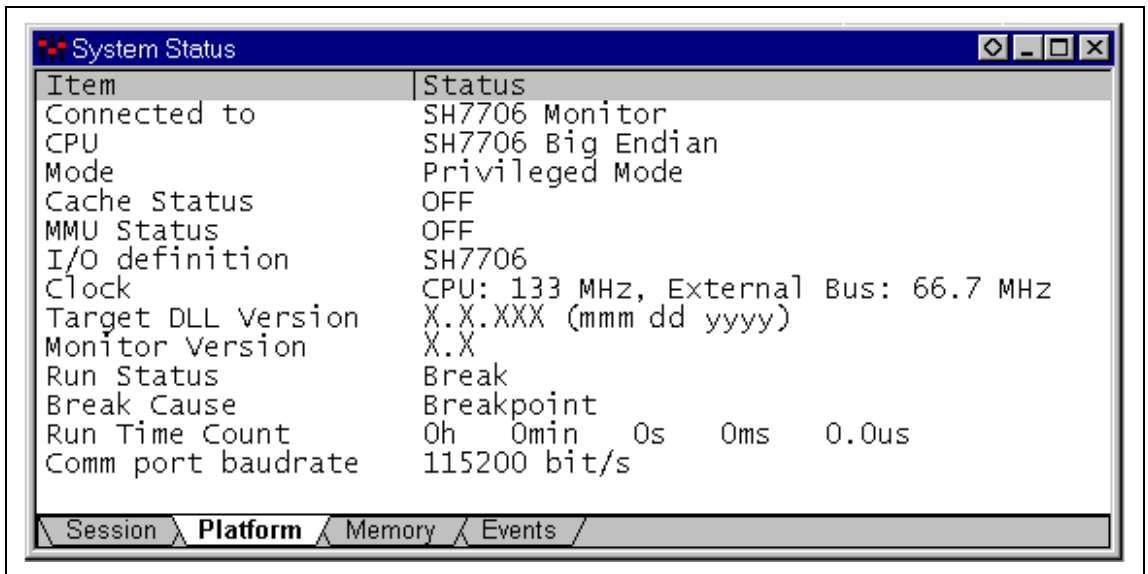 System Status
Item Status
Connected to SH7706 Monitor
CPU SH7706 Big Endian
Mode Privileged Mode
Cache Status OFF
MMU Status OFF
I/O definition SH7706
Clock CPU: 133 MHz, External Bus: 66.7 MHz
Target DLL Version X.X.XXX (mmm dd yyyy)
Monitor Version X.X
Run Status Break
Break Cause Breakpoint
Run Time Count 0h 0min 0s 0ms 0.0us
Comm port baudrate 115200 bit/s
Session Platform Memory Events